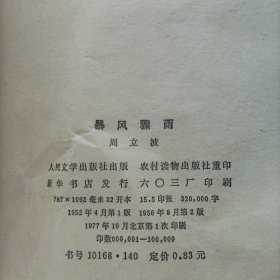 暴风骤雨
周立波
人民文学出版社出版 农村读物出版社重印
新华书店发行 六〇三厂印刷
787×1092毫米32开本 15.5印张 320,000字
1952年4月第1版 1956年8月第2版
1977年10月北京第1次印刷
印数000,001—100,000
书号10168·140 定价0.83元